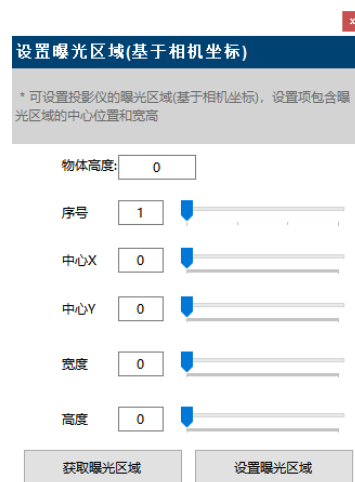 x
设置曝光区域(基于相机坐标)
* 可设置投影仪的曝光区域(基于相机坐标)，设置项包含曝
光区域的中心位置和宽高
物体高度: 0
序号 1
中心X 0
中心Y 0
宽度 0
高度 0
获取曝光区域 设置曝光区域